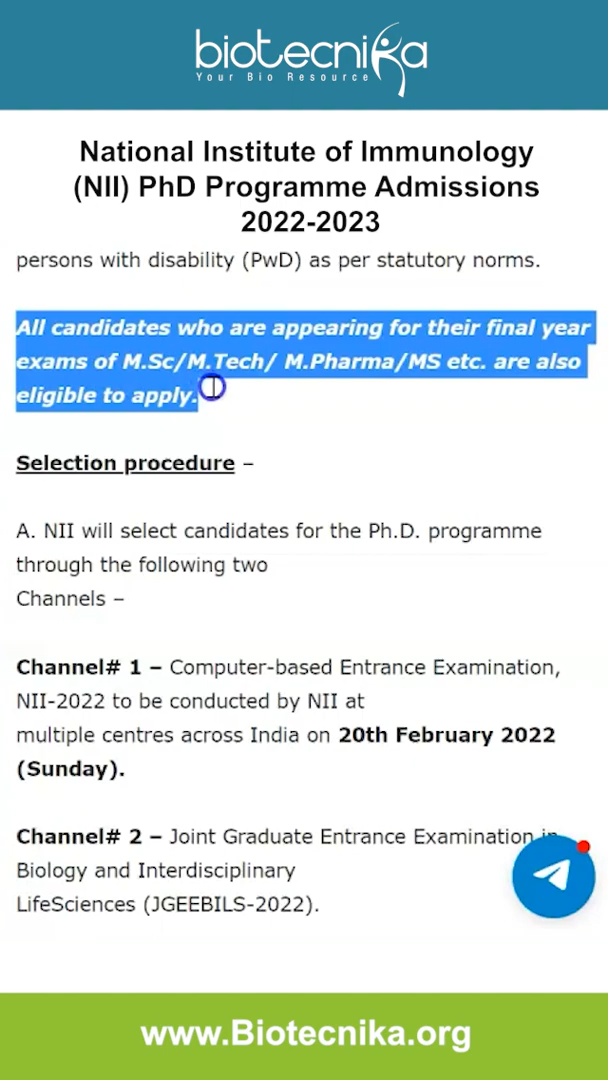 biotecnika
Your Bio Resource
National Institute of Immunology
(NII) PhD Programme Admissions
2022-2023
persons with disability (PwD) as per statutory norms.
All candidates who are appearing for their final year
exams of M.Sc/M.Tech/ M.Pharma/MS etc. are also
eligible to apply.
Selection procedure –
A. NII will select candidates for the Ph.D. programme
through the following two
Channels –
Channel# 1 – Computer-based Entrance Examination,
NII-2022 to be conducted by NII at
multiple centres across India on 20th February 2022
(Sunday).
Channel# 2 – Joint Graduate Entrance Examination in
Biology and Interdisciplinary
LifeSciences (JGEEBILS-2022).
www.Biotecnika.org